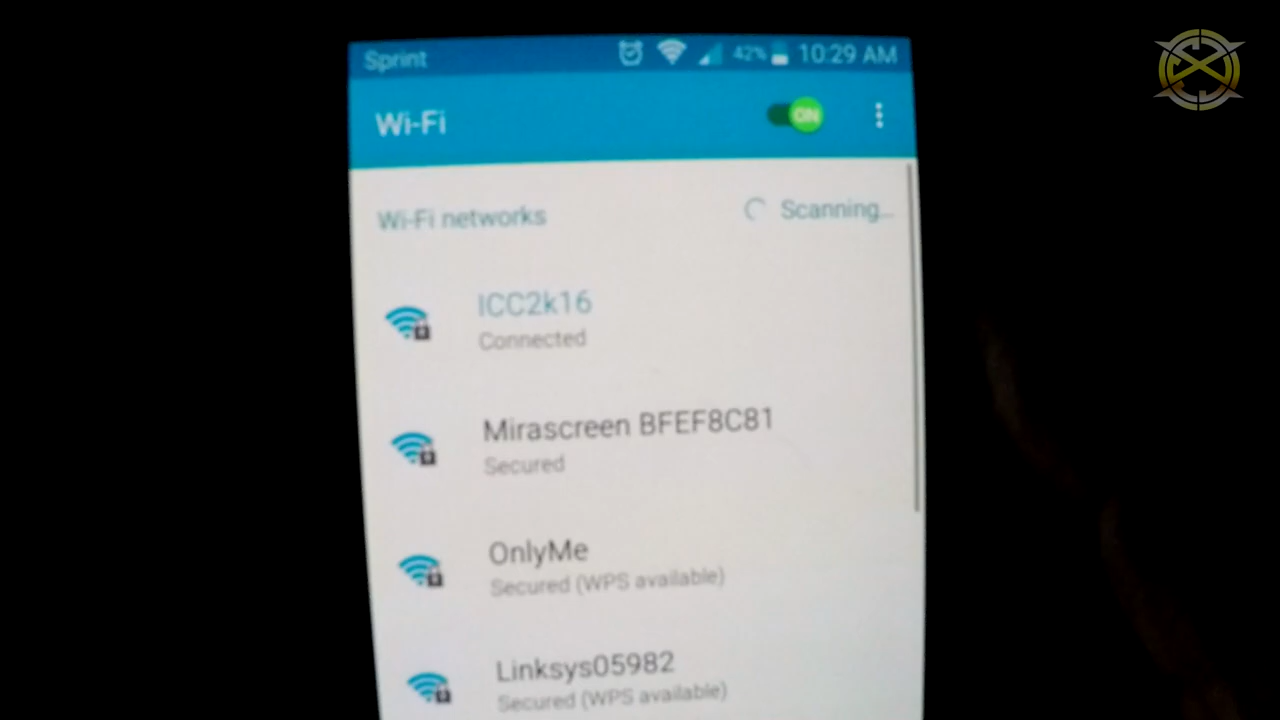 Sprint 42% 10:29 AM
Wi-Fi ON
Wi-Fi networks Scanning...
ICC2k16
Connected
Mirascreen BFEF8C81
Secured
OnlyMe
Secured (WPS available)
Linksys05982
Secured (WPS available)